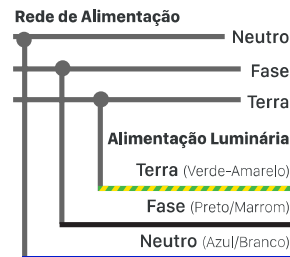 Rede de Alimentação
Neutro
Fase
Terra
Alimentação Luminária
Terra (Verde-Amarelo)
Fase (Preto/Marrom)
Neutro (Azul/Branco)